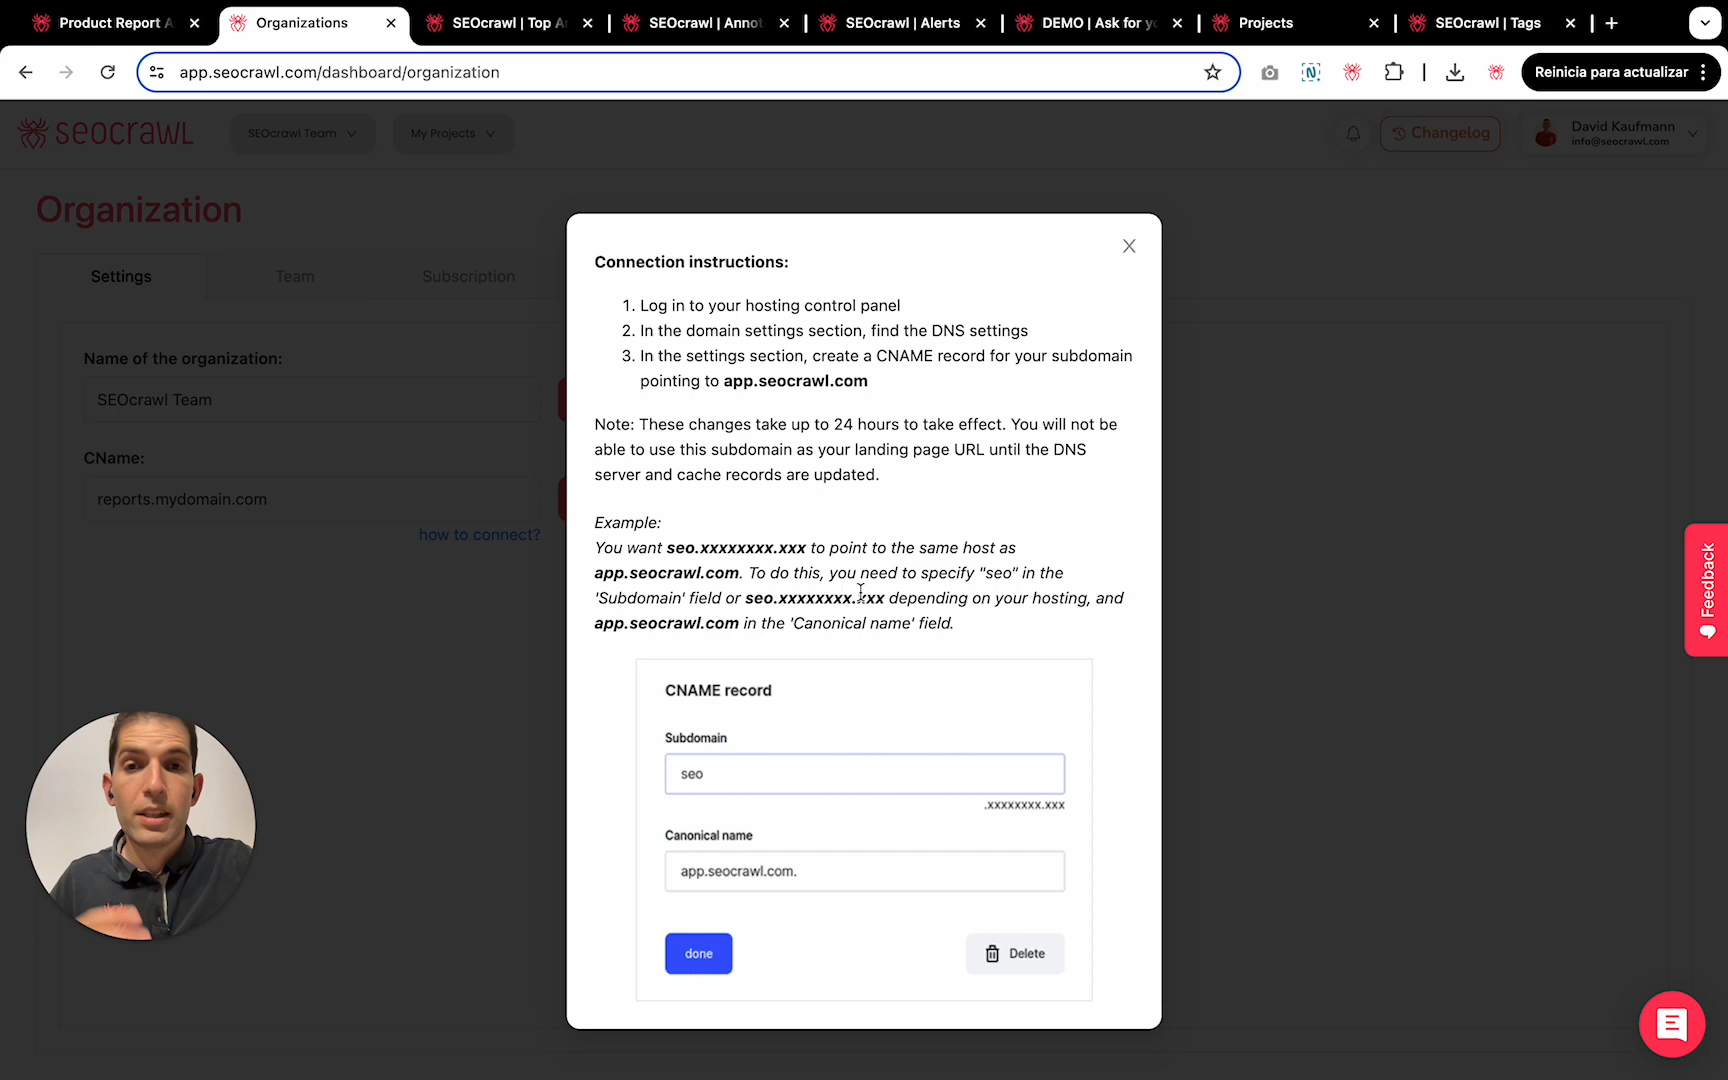 Product Report A
Organizations
SEOcrawl | Top A
SEOcrawl | Annot
SEOcrawl | Alerts
DEMO | Ask for yo
Projects
SEOcrawl | Tags
app.seocrawl.com/dashboard/organization
Reinicia para actualizar
seocrawl
SEOcrawl Team
My Projects
Changelog
David Kaufmann
info@seocrawl.com
Organization
Settings
Team
Subscription
Name of the organization:
SEOcrawl Team
CName:
reports.mydomain.com
how to connect?
Connection instructions:
1. Log in to your hosting control panel
2. In the domain settings section, find the DNS settings
3. In the settings section, create a CNAME record for your subdomain
pointing to app.seocrawl.com
Note: These changes take up to 24 hours to take effect. You will not be
able to use this subdomain as your landing page URL until the DNS
server and cache records are updated.
Example:
You want seo.xxxxxxxx.xxx to point to the same host as
app.seocrawl.com. To do this, you need to specify "seo" in the
'Subdomain' field or seo.xxxxxxxx.xxx depending on your hosting, and
app.seocrawl.com in the 'Canonical name' field.
CNAME record
Subdomain
seo
.xxxxxxxx.xxx
Canonical name
app.seocrawl.com.
done
Delete
Feedback